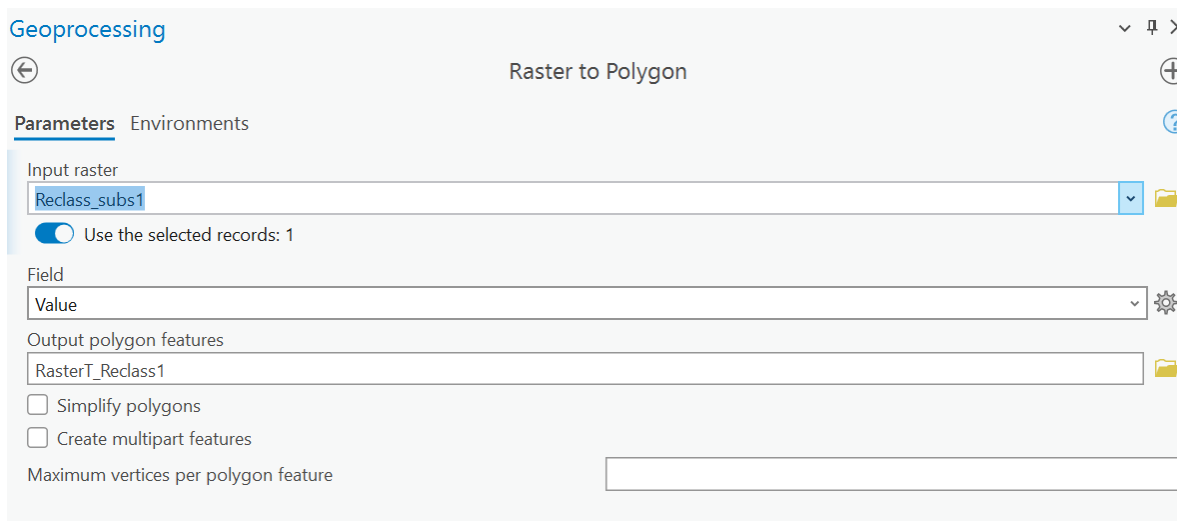 Geoprocessing
Raster to Polygon
Parameters Environments
Input raster
Reclass_subs1
Use the selected records: 1
Field
Value
Output polygon features
RasterT_Reclass1
Simplify polygons
Create multipart features
Maximum vertices per polygon feature